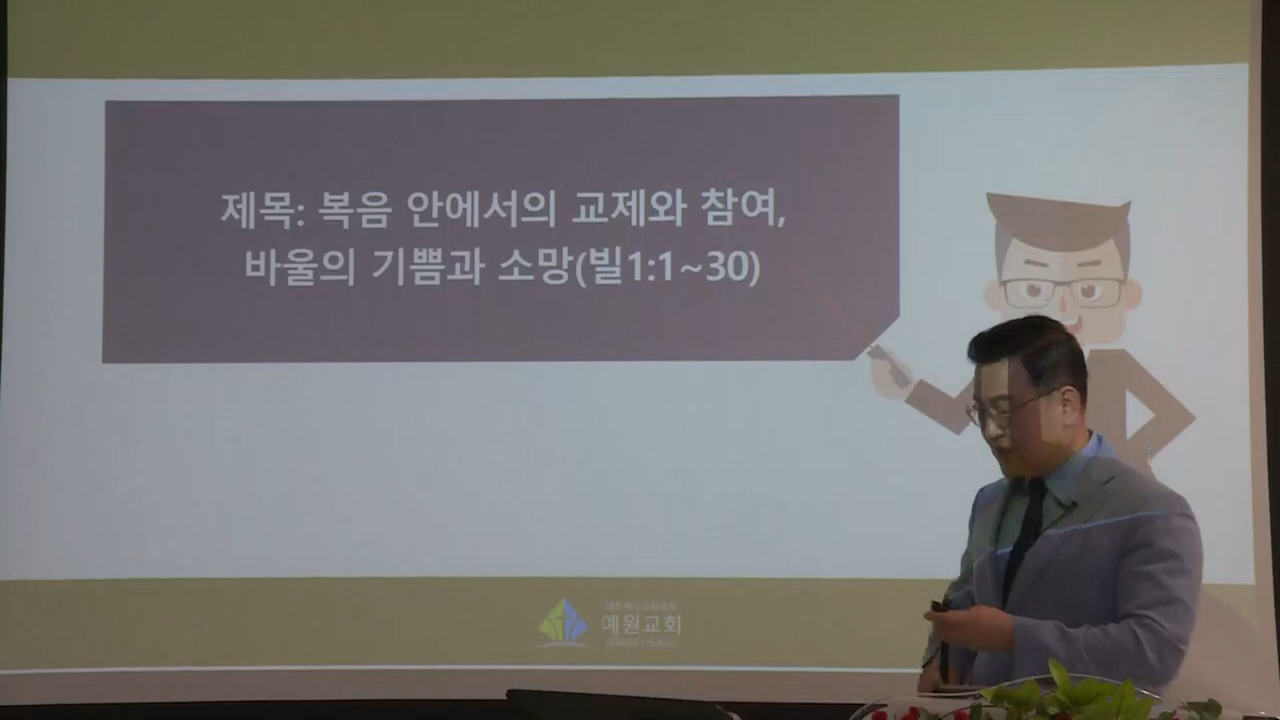 제목: 복음 안에서의 교제와 참여,
바울의 기쁨과 소망(빌1:1~30)
예원교회